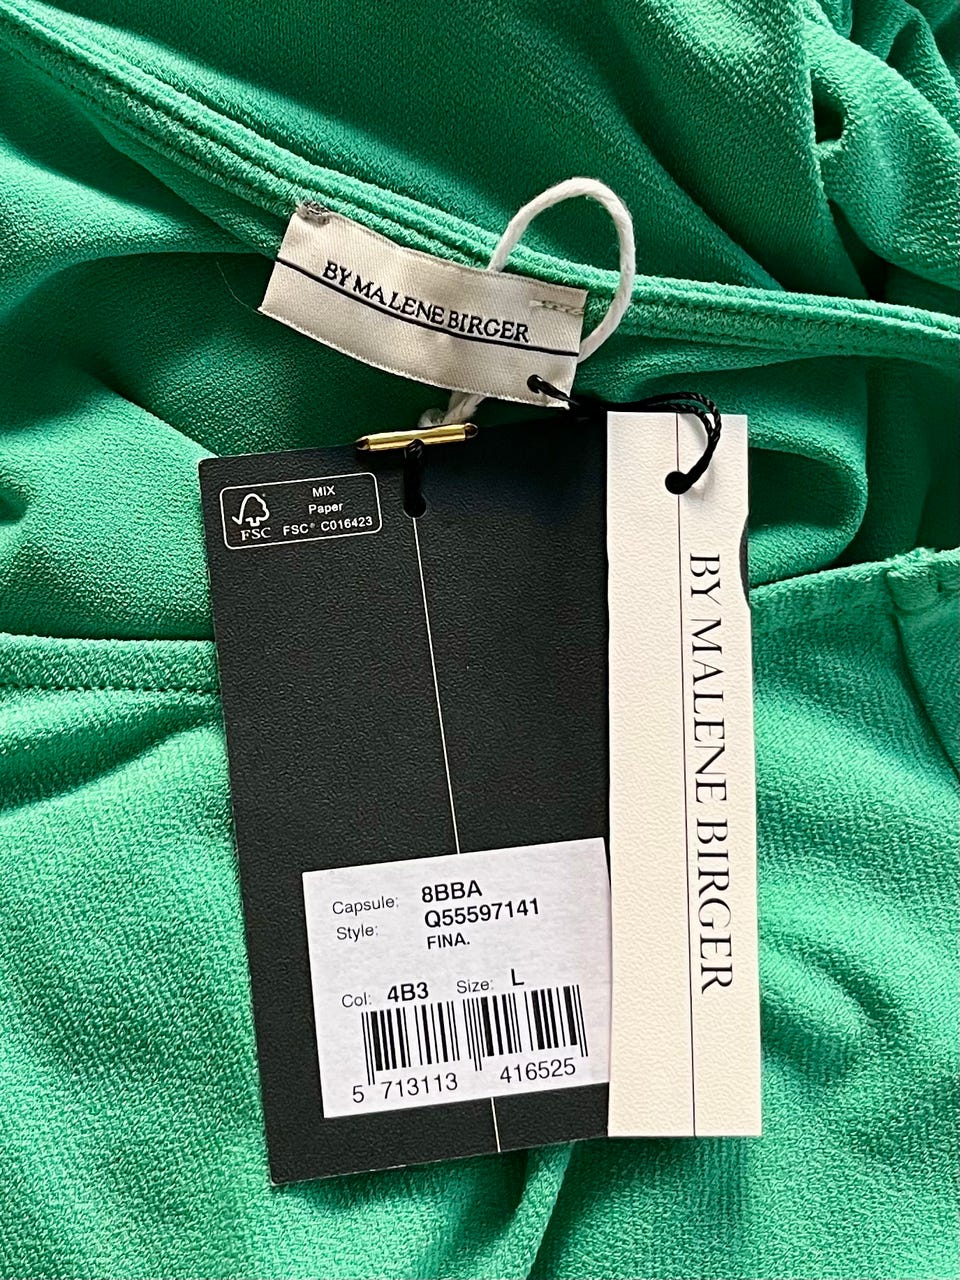 BY MALENE BIRGER
MIX
Paper
FSC FSC® C016423
BY MALENE BIRGER
Capsule: 8BBA
Style: Q55597141
FINA.
Col: 4B3 Size: L
5 713113 416525